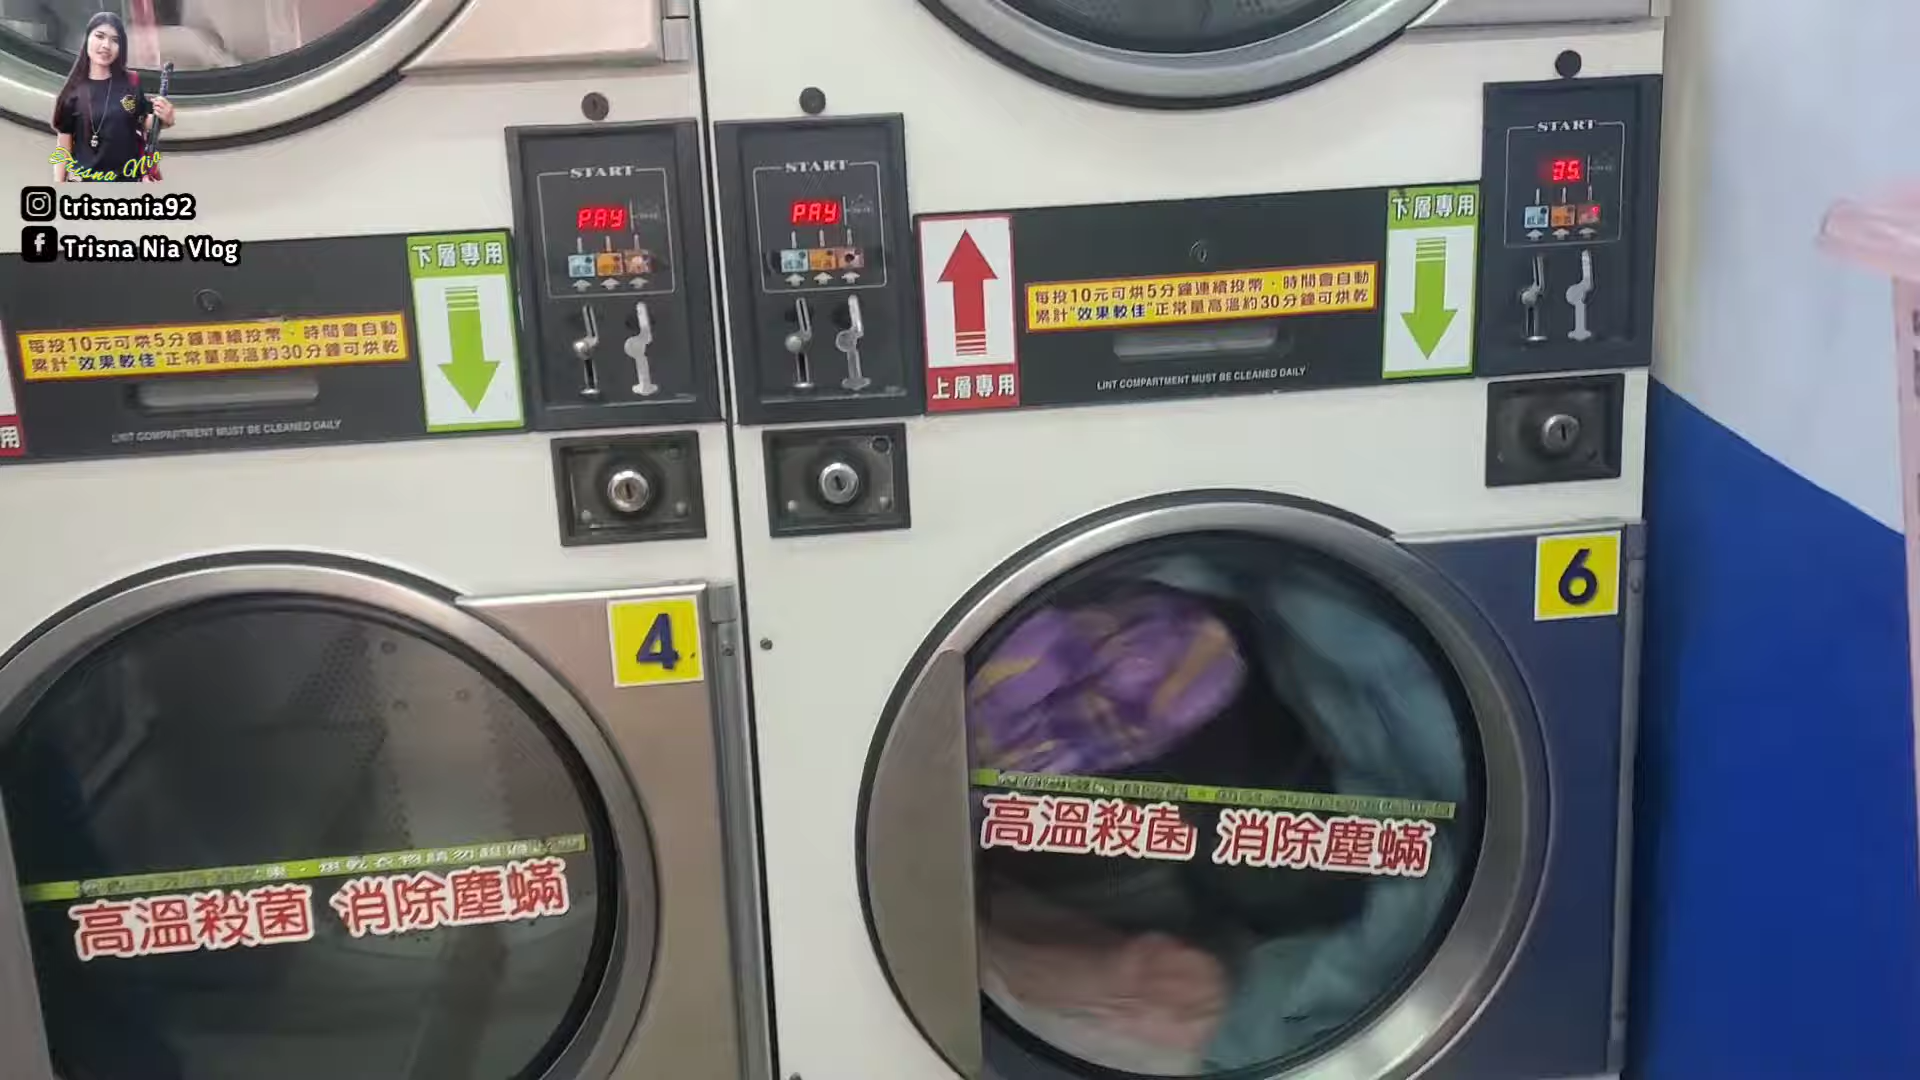 Trisna Nia
trisnania92
Trisna Nia Vlog
START
PAY
START
PAY
START
35
下層專用
每投10元可烘5分鐘連續投幣，時間會自動
累計"效果較佳"正常量高溫約30分鐘可烘乾
LINT COMPARTMENT MUST BE CLEANED DAILY
用
上層專用
每投10元可烘5分鐘連續投幣，時間會自動
累計"效果較佳"正常量高溫約30分鐘可烘乾
LINT COMPARTMENT MUST BE CLEANED DAILY
下層專用
4
高溫殺菌 消除塵蟎
6
高溫殺菌 消除塵蟎